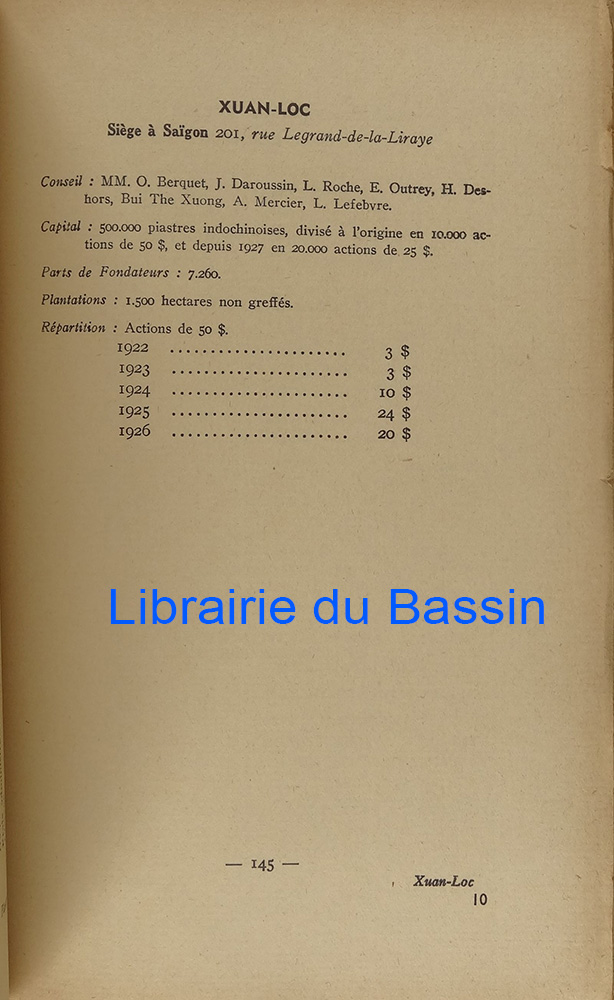 XUAN-LOC
Siège à Saïgon 201, rue Legrand-de-la-Liraye
Conseil : MM. O. Berquet, J. Daroussin, L. Roche, E. Outrey, H. Des-
hors, Bui The Xuong, A. Mercier, L. Lefebvre.
Capital : 500.000 piastres indochinoises, divisé à l'origine en 10.000 ac-
tions de 50 $, et depuis 1927 en 20.000 actions de 25 $.
Parts de Fondateurs : 7.260.
Plantations : 1.500 hectares non greffés.
Répartition : Actions de 50 $.
1922 ...................... 3 $
1923 ...................... 3 $
1924 ...................... 10 $
1925 ...................... 24 $
1926 ...................... 20 $
Librairie du Bassin
— 145 —
Xuan-Loc
10